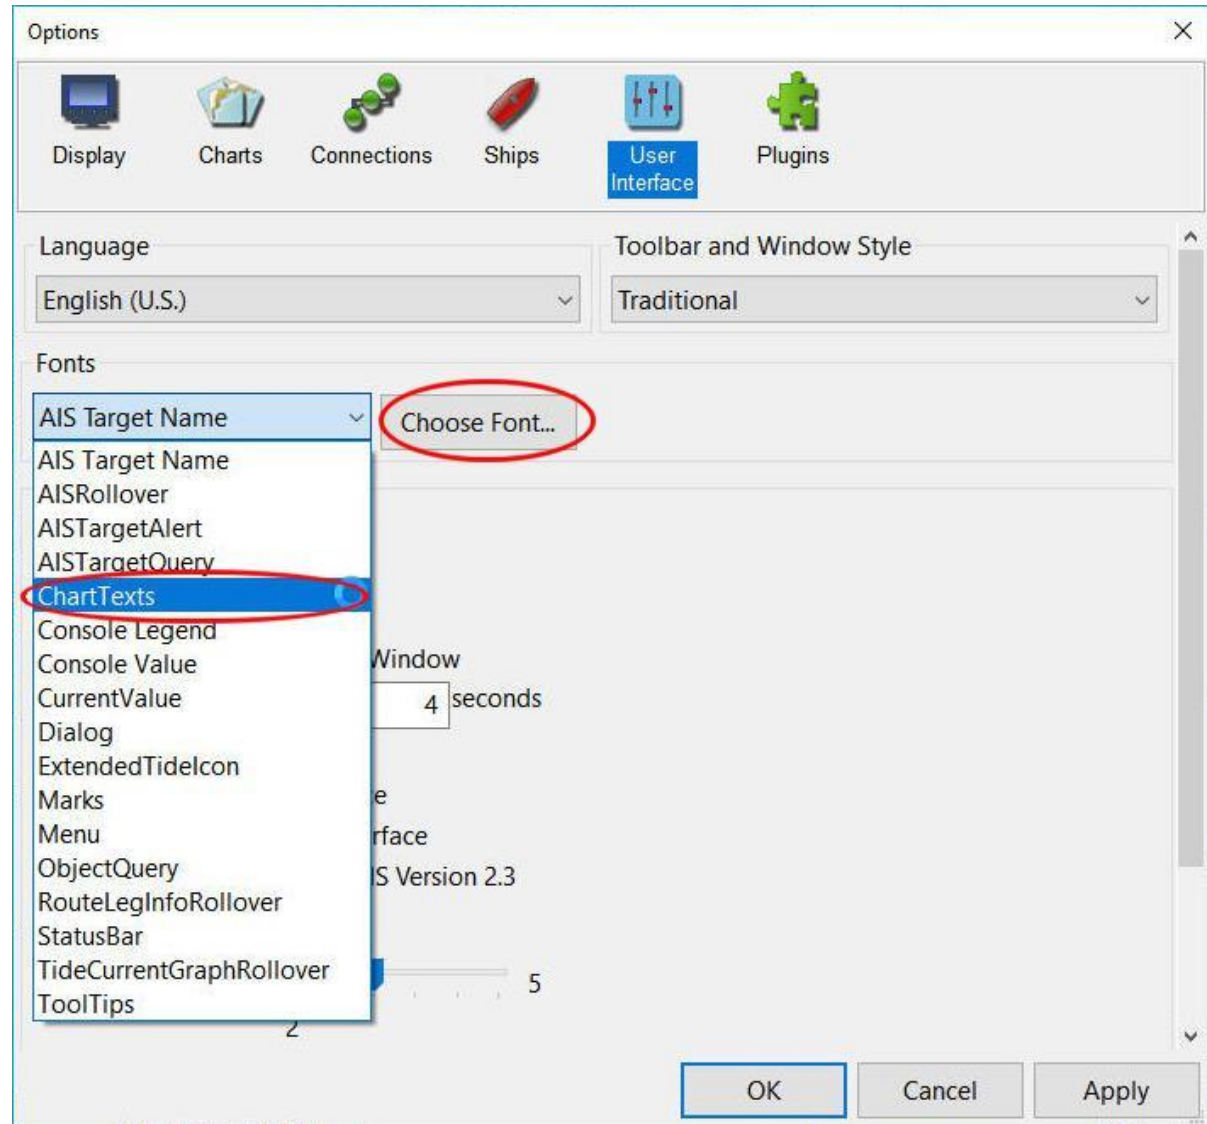 Options
Display
Charts
Connections
Ships
User
Interface
Plugins
Language
Toolbar and Window Style
English (U.S.)
Traditional
Fonts
AIS Target Name
Choose Font...
AIS Target Name
AISRollover
AISTargetAlert
AISTargetQuery
ChartTexts
Console Legend
Console Value
Window
CurrentValue
4 seconds
Dialog
ExtendedTideIcon
Marks
e
Menu
rface
ObjectQuery
S Version 2.3
RouteLegInfoRollover
StatusBar
TideCurrentGraphRollover
5
ToolTips
2
OK
Cancel
Apply